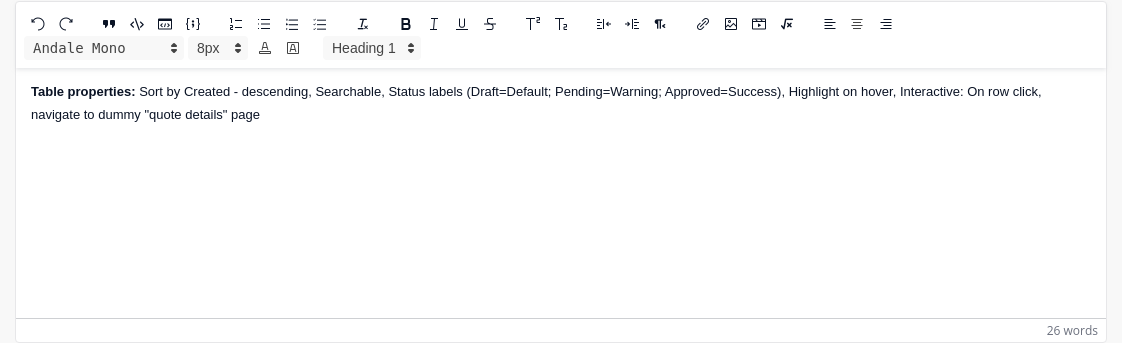 Andale Mono 8px Heading 1
Table properties: Sort by Created - descending, Searchable, Status labels (Draft=Default; Pending=Warning; Approved=Success), Highlight on hover, Interactive: On row click,
navigate to dummy "quote details" page
26 words